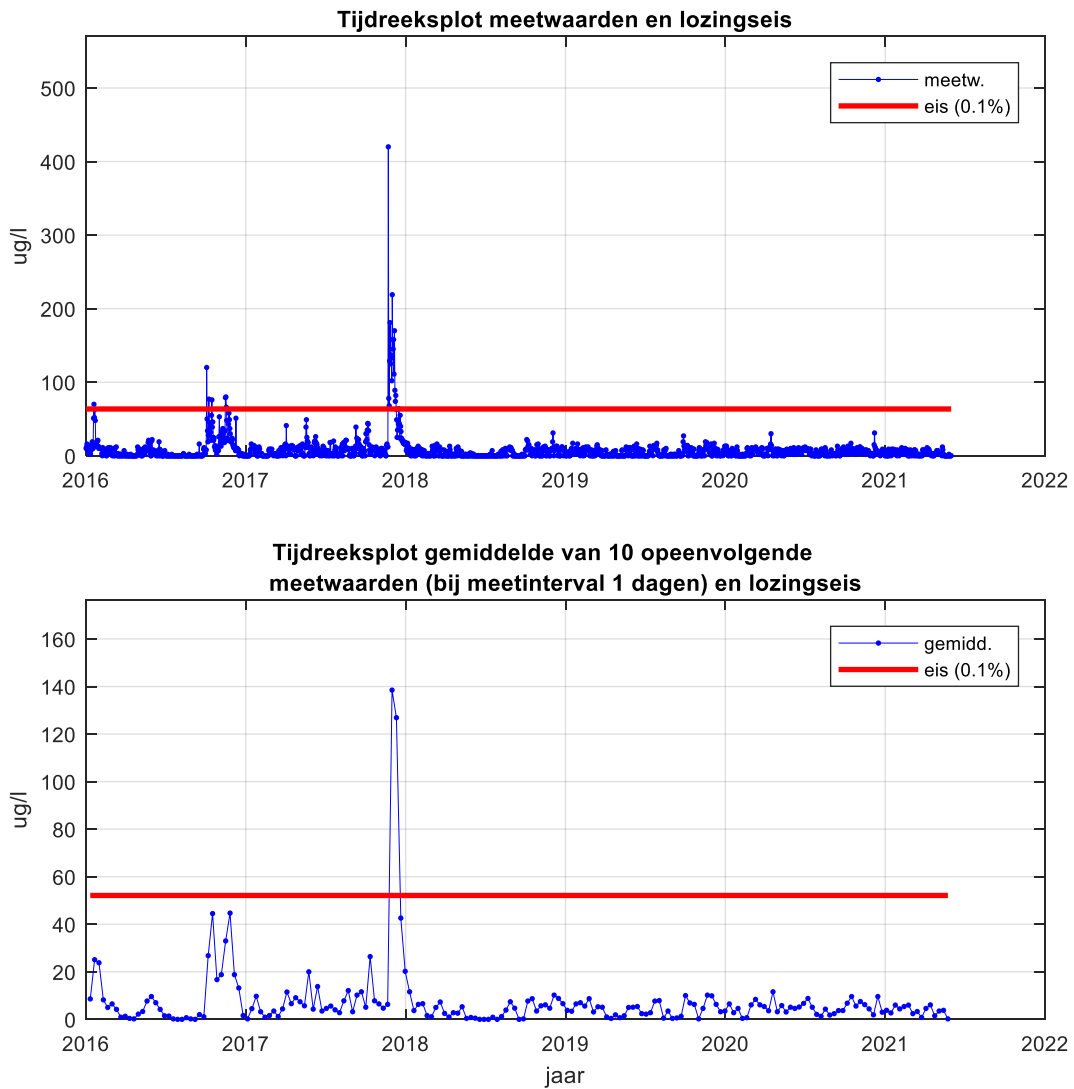 Tijdreeksplot meetwaarden en lozingseis
500
400
300
200
100
0
ug/l
meetw.
eis (0.1%)
2016
2017
2018
2019
2020
2021
2022
Tijdreeksplot gemiddelde van 10 opeenvolgende
meetwaarden (bij meetinterval 1 dagen) en lozingseis
160
140
120
100
80
60
40
20
0
ug/l
gemidd.
eis (0.1%)
2016
2017
2018
2019
2020
2021
2022
jaar